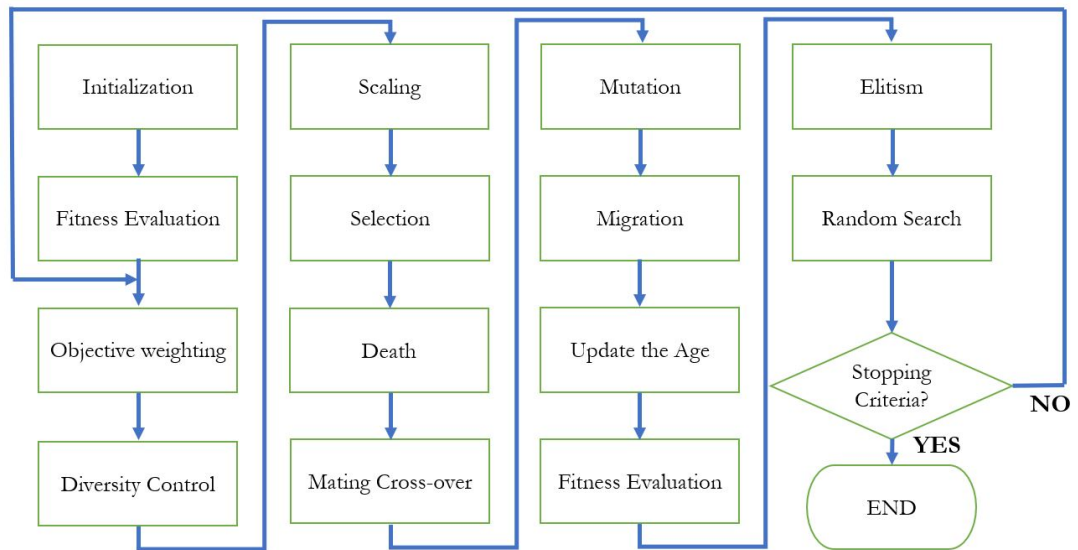 Initialization
Fitness Evaluation
Objective weighting
Diversity Control
Scaling
Selection
Death
Mating Cross-over
Mutation
Migration
Update the Age
Fitness Evaluation
Elitism
Random Search
Stopping
Criteria?
NO
YES
END